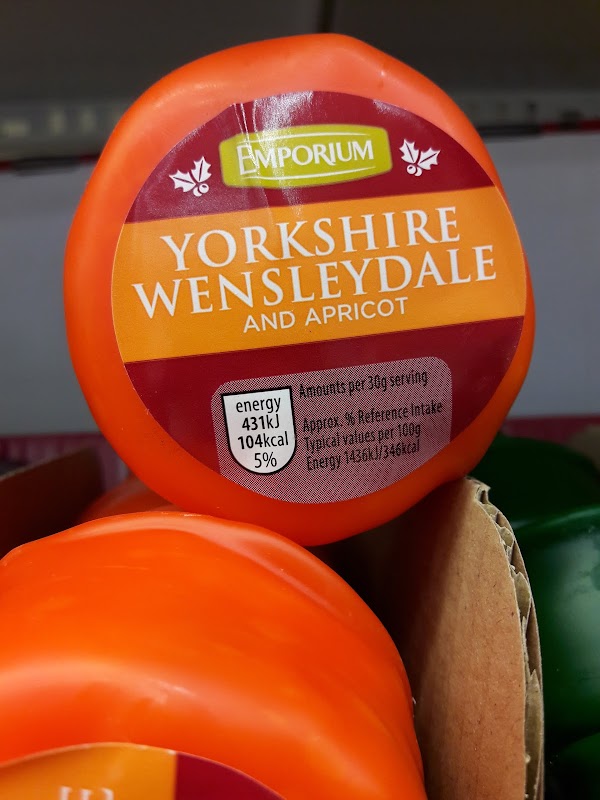 EMPORIUM
YORKSHIRE
WENSLEYDALE
AND APRICOT
energy
431kJ
104kcal
5%
Amounts per 30g serving
Approx. % Reference Intake
Typical values per 100g
Energy 1436kJ/346kcal